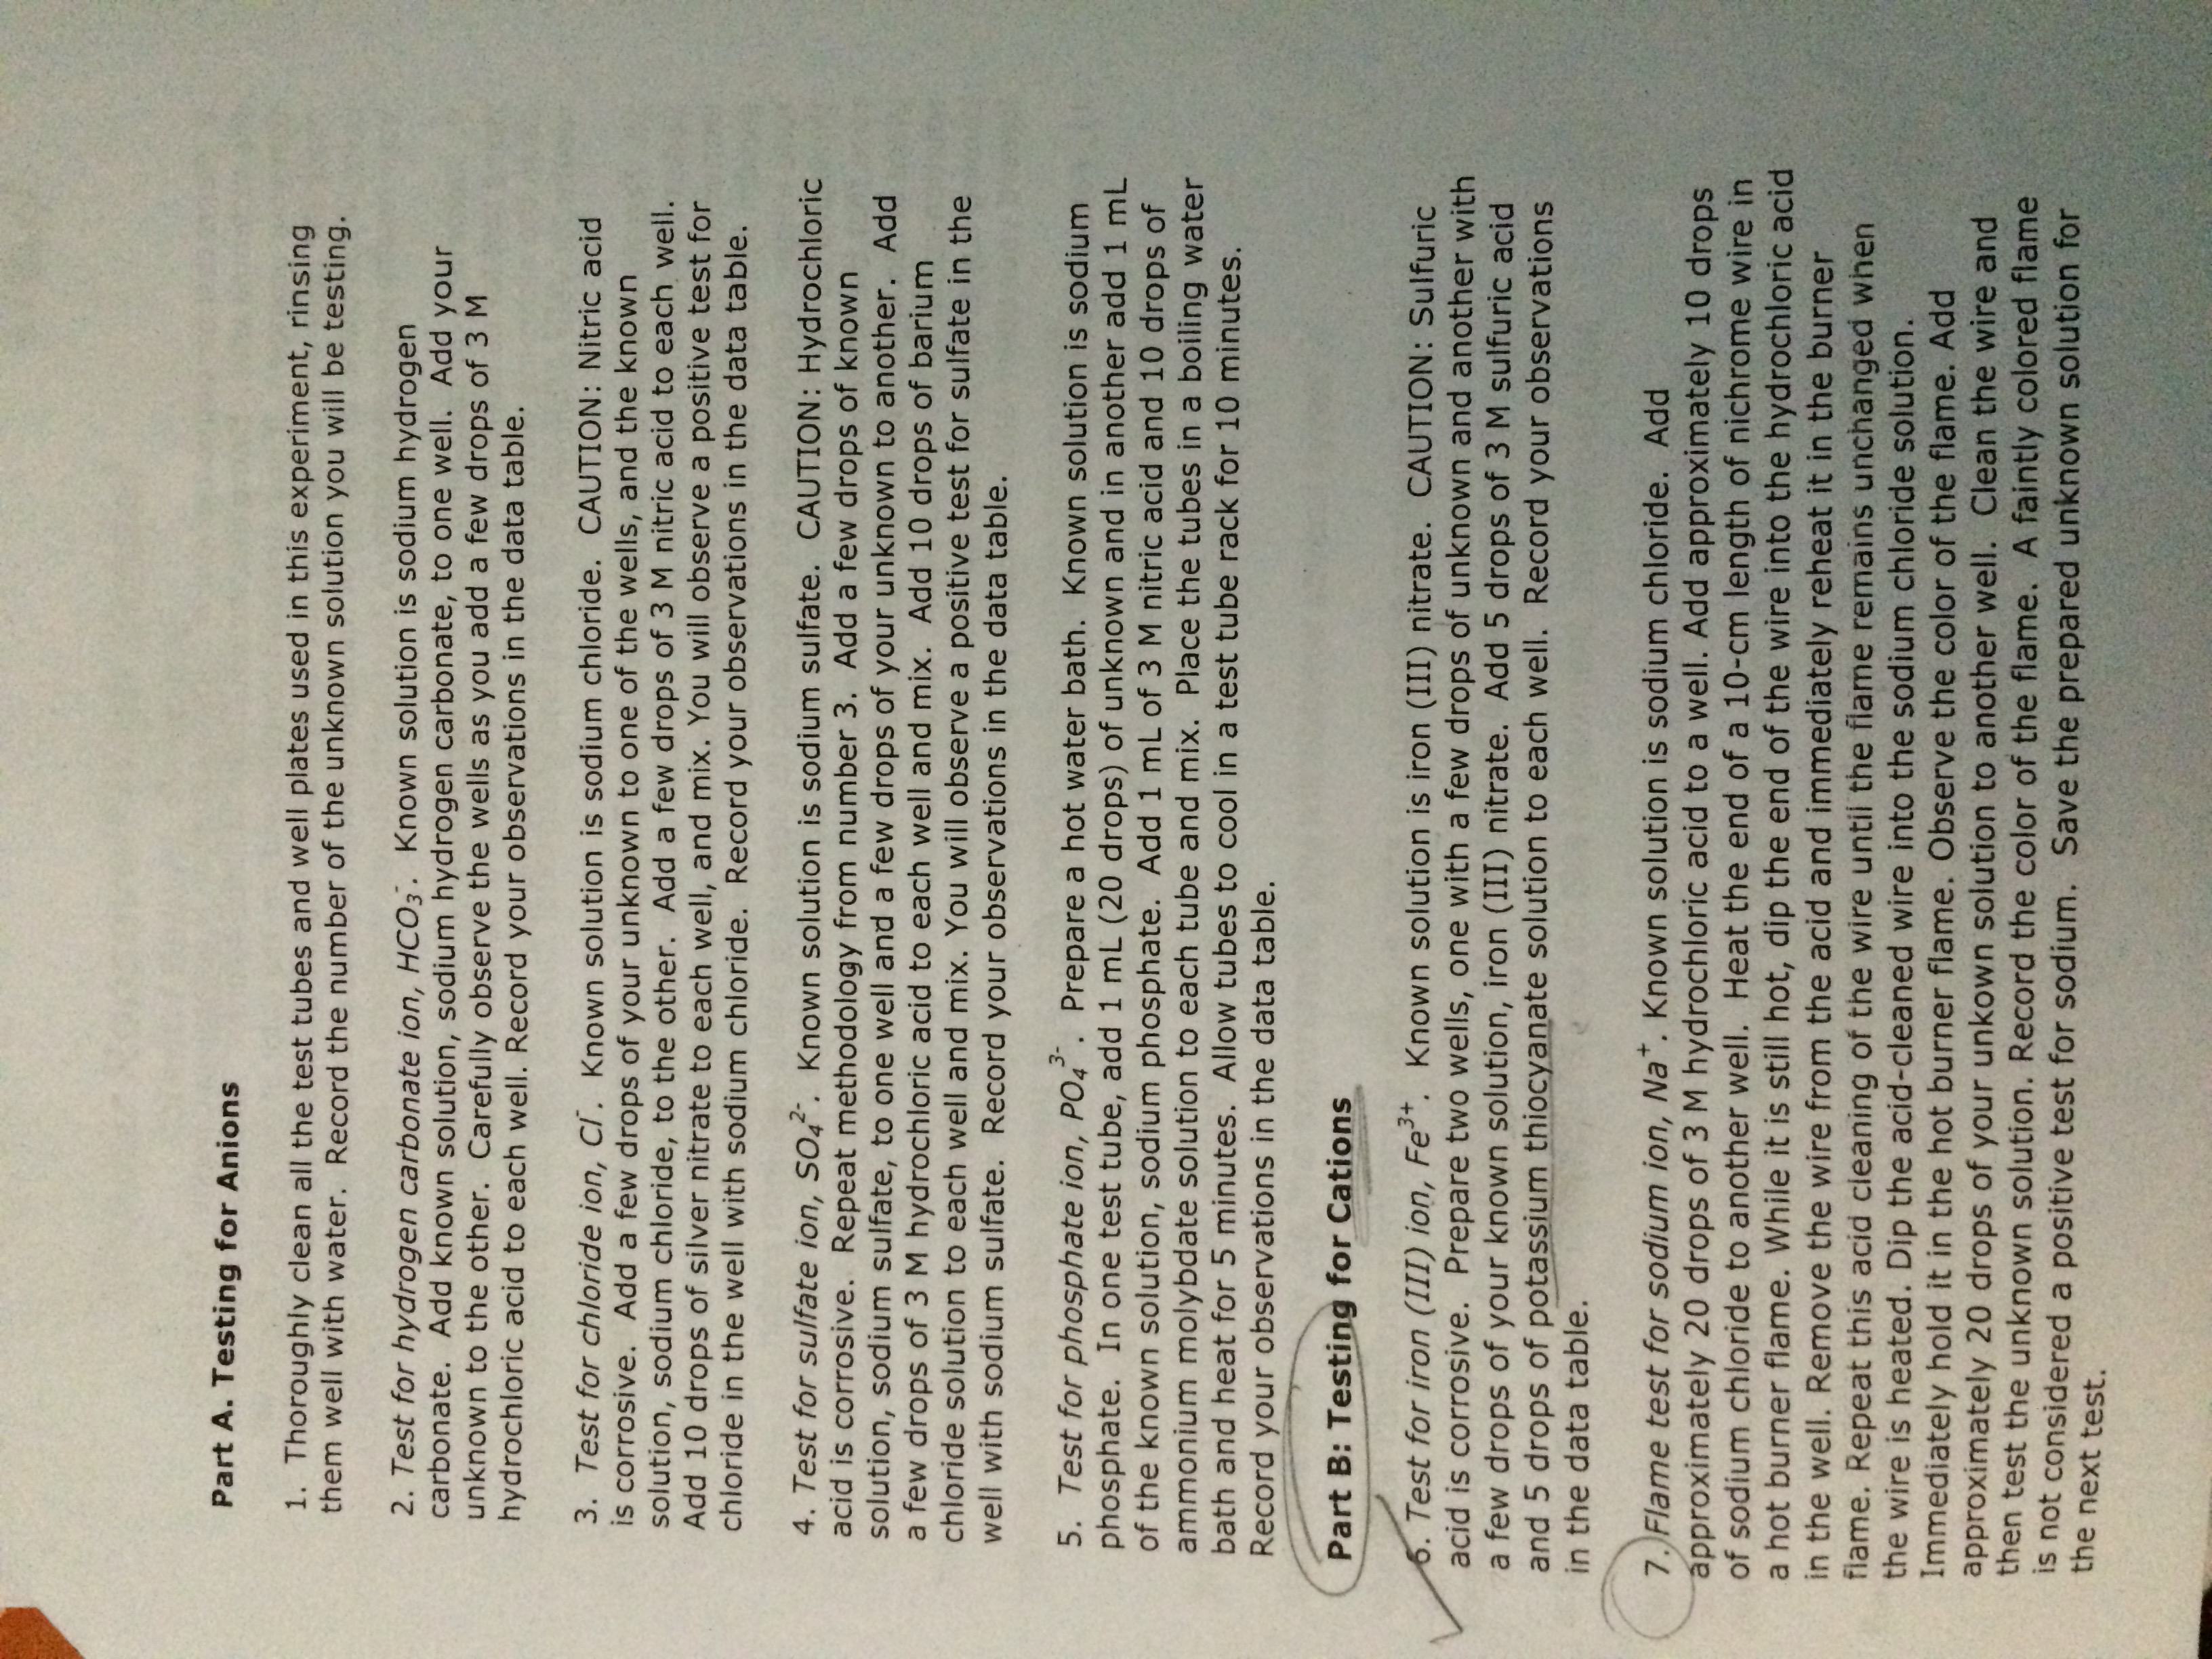 Part A. Testing for Anions
1. Thoroughly clean all the test tubes and well plates used in this experiment, rinsing
them well with water. Record the number of the unknown solution you will be testing.
2. Test for hydrogen carbonate ion, HCO₃⁻. Known solution is sodium hydrogen
carbonate. Add known solution, sodium hydrogen carbonate, to one well. Add your
unknown to the other. Carefully observe the wells as you add a few drops of 3 M
hydrochloric acid to each well. Record your observations in the data table.
3. Test for chloride ion, Cl⁻. Known solution is sodium chloride. CAUTION: Nitric acid
is corrosive. Add a few drops of your unknown to one of the wells, and the known
solution, sodium chloride, to the other. Add a few drops of 3 M nitric acid to each well.
Add 10 drops of silver nitrate to each well, and mix. You will observe a positive test for
chloride in the well with sodium chloride. Record your observations in the data table.
4. Test for sulfate ion, SO₄²⁻. Known solution is sodium sulfate. CAUTION: Hydrochloric
acid is corrosive. Repeat methodology from number 3. Add a few drops of known
solution, sodium sulfate, to one well and a few drops of your unknown to another. Add
a few drops of 3 M hydrochloric acid to each well and mix. Add 10 drops of barium
chloride solution to each well and mix. You will observe a positive test for sulfate in the
well with sodium sulfate. Record your observations in the data table.
5. Test for phosphate ion, PO₄³⁻. Prepare a hot water bath. Known solution is sodium
phosphate. In one test tube, add 1 mL (20 drops) of unknown and in another add 1 mL
of the known solution, sodium phosphate. Add 1 mL of 3 M nitric acid and 10 drops of
ammonium molybdate solution to each tube and mix. Place the tubes in a boiling water
bath and heat for 5 minutes. Allow tubes to cool in a test tube rack for 10 minutes.
Record your observations in the data table.
Part B: Testing for Cations
6. Test for iron (III) ion, Fe³⁺. Known solution is iron (III) nitrate. CAUTION: Sulfuric
acid is corrosive. Prepare two wells, one with a few drops of unknown and another with
a few drops of your known solution, iron (III) nitrate. Add 5 drops of 3 M sulfuric acid
and 5 drops of potassium thiocyanate solution to each well. Record your observations
in the data table.
7. Flame test for sodium ion, Na⁺. Known solution is sodium chloride. Add
approximately 20 drops of 3 M hydrochloric acid to a well. Add approximately 10 drops
of sodium chloride to another well. Heat the end of a 10-cm length of nichrome wire in
a hot burner flame. While it is still hot, dip the end of the wire into the hydrochloric acid
in the well. Remove the wire from the acid and immediately reheat it in the burner
flame. Repeat this acid cleaning of the wire until the flame remains unchanged when
the wire is heated. Dip the acid-cleaned wire into the sodium chloride solution.
Immediately hold it in the hot burner flame. Observe the color of the flame. Add
approximately 20 drops of your unkown solution to another well. Clean the wire and
then test the unknown solution. Record the color of the flame. A faintly colored flame
is not considered a positive test for sodium. Save the prepared unknown solution for
the next test.